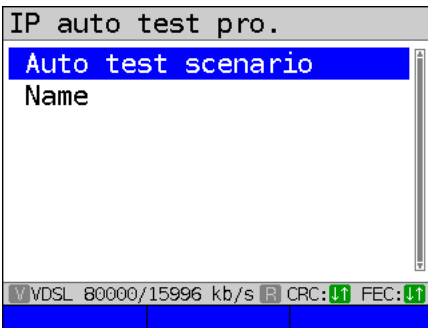 IP auto test pro.
Auto test scenario
Name
V VDSL 80000/15996 kb/s R CRC:↓↑ FEC:↓↑